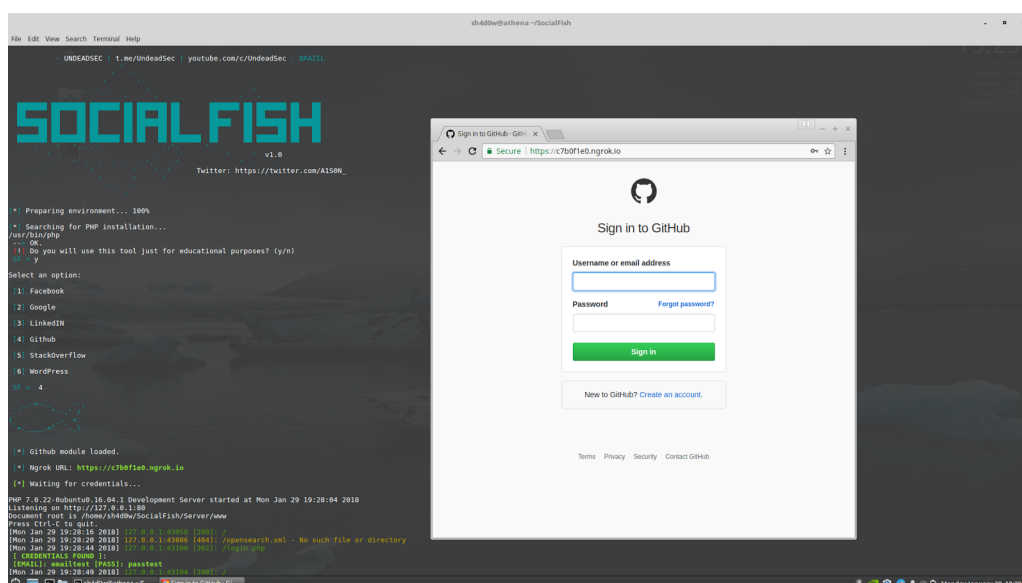 sh4d0w@athena ~/SocialFish
File Edit View Search Terminal Help
UNDEADSEC | t.me/UndeadSec | youtube.com/c/UndeadSec - BRAZIL
SOCIALFISH
v1.0
Twitter: https://twitter.com/A1S0N_
[*] Preparing environment... 100%
[*] Searching for PHP installation...
/usr/bin/php
--> OK.
[!] Do you will use this tool just for educational purposes? (y/n)
SF > y
Select an option:
[1] Facebook
[2] Google
[3] LinkedIN
[4] Github
[5] StackOverflow
[6] WordPress
SF > 4
[*] Github module loaded.
[*] Ngrok URL: https://c7b0f1e0.ngrok.io
[*] Waiting for credentials...
PHP 7.0.22-0ubuntu0.16.04.1 Development Server started at Mon Jan 29 19:28:04 2018
Listening on http://127.0.0.1:80
Document root is /home/sh4d0w/SocialFish/Server/www
Press Ctrl-C to quit.
[Mon Jan 29 19:28:16 2018] 127.0.0.1:43058 [200]: /
[Mon Jan 29 19:28:20 2018] 127.0.0.1:43086 [404]: /opensearch.xml - No such file or directory
[Mon Jan 29 19:28:44 2018] 127.0.0.1:43180 [302]: /login.php
[ CREDENTIALS FOUND ]:
[EMAIL]: emailtest [PASS]: passtest
[Mon Jan 29 19:28:49 2018] 127.0.0.1:43184 [200]: /
Sign in to GitHub · GitH
Secure | https://c7b0f1e0.ngrok.io
Sign in to GitHub
Username or email address
Password Forgot password?
Sign in
New to GitHub? Create an account.
Terms Privacy Security Contact GitHub